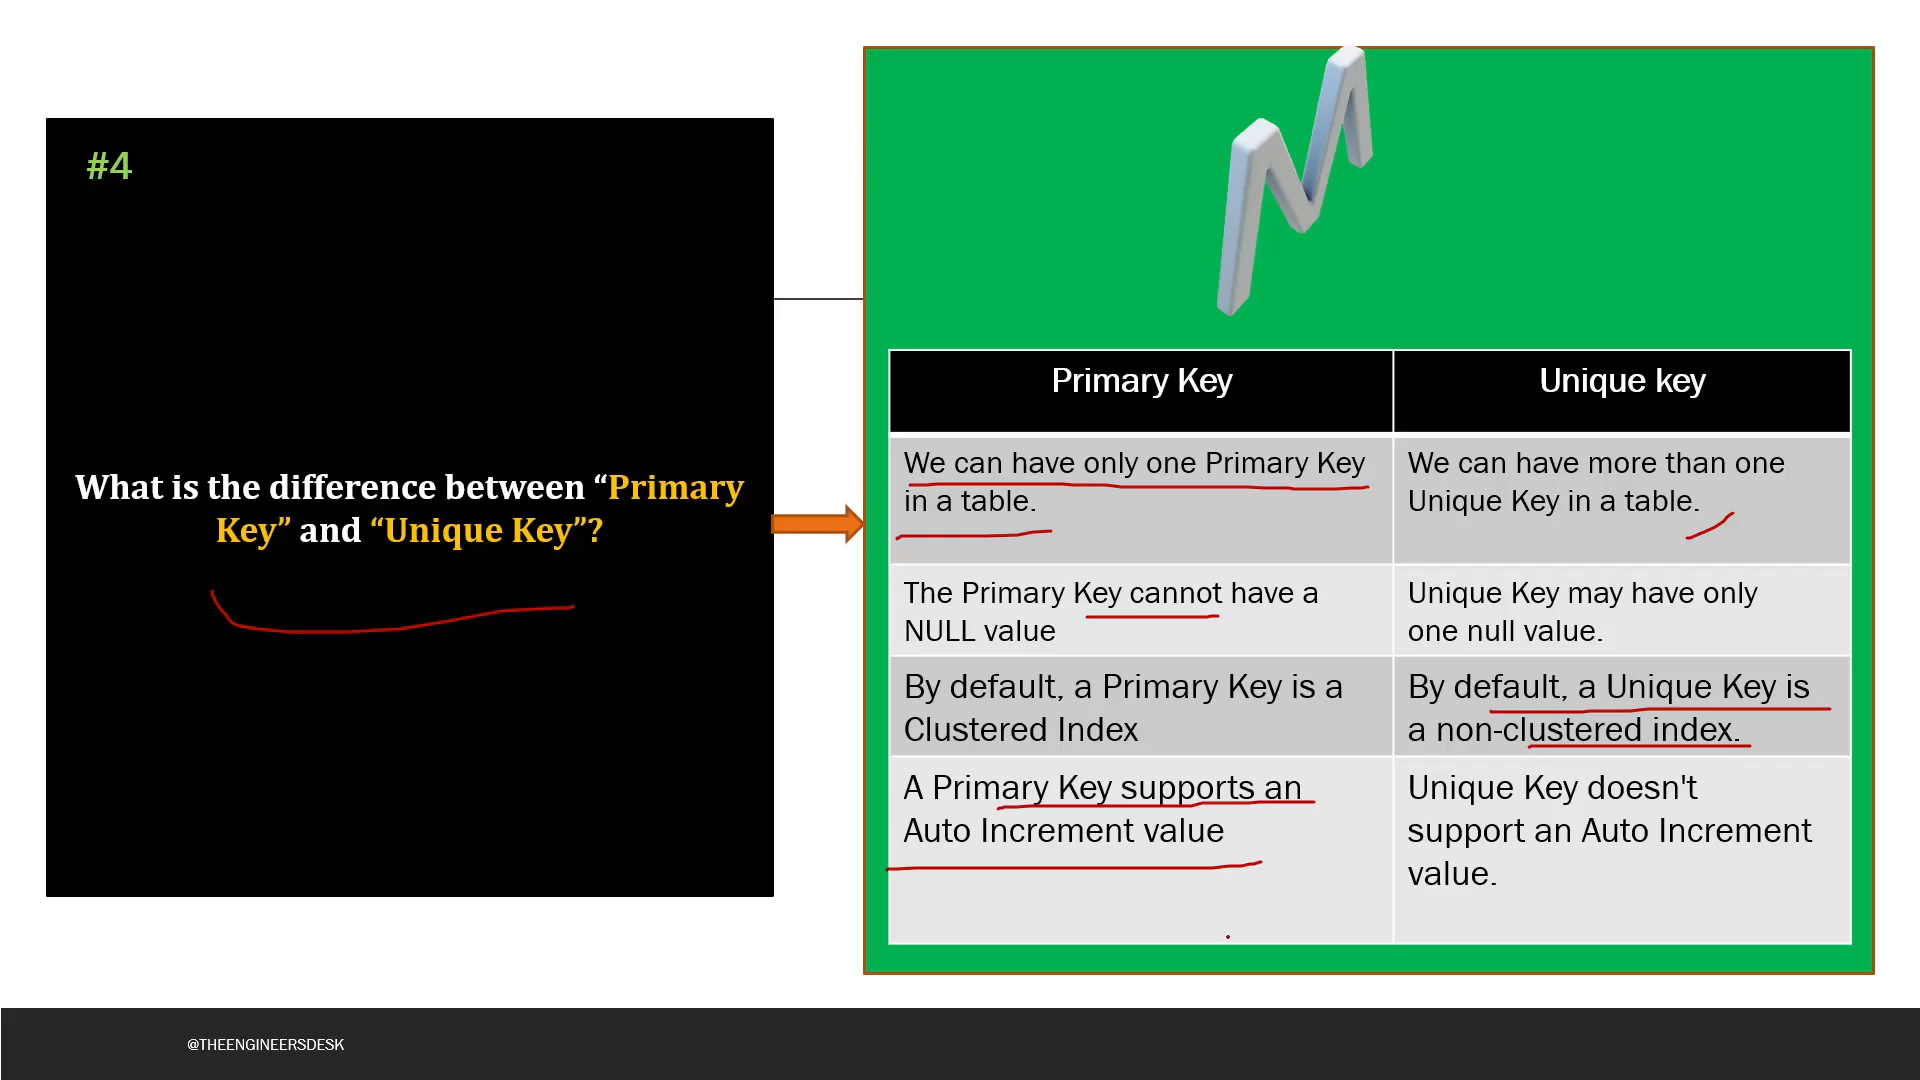 #4
What is the difference between “Primary
Key” and “Unique Key”?
Primary Key
Unique key
We can have only one Primary Key
in a table.
We can have more than one
Unique Key in a table.
The Primary Key cannot have a
NULL value
Unique Key may have only
one null value.
By default, a Primary Key is a
Clustered Index
By default, a Unique Key is
a non-clustered index.
A Primary Key supports an
Auto Increment value
Unique Key doesn't
support an Auto Increment
value.
@THEENGINEERSDESK